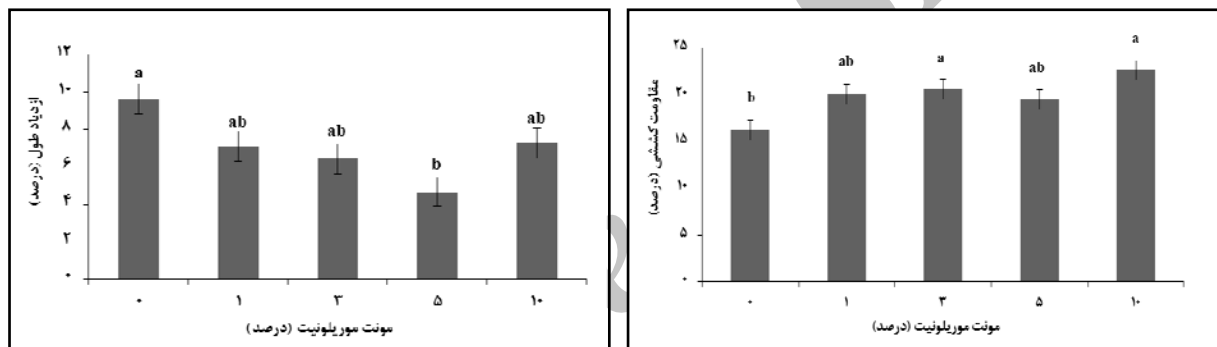 ازدیاد طول (درصد)
۱۲
۱۰
۸
۶
۴
۲
۰
a
ab
ab
b
ab
۰ ۱ ۳ ۵ ۱۰
مونت موریلونیت (درصد)
مقاومت کششی (درصد)
۲۵
۲۰
۱۵
۱۰
۵
۰
b
ab
a
ab
a
۰ ۱ ۳ ۵ ۱۰
مونت موریلونیت (درصد)